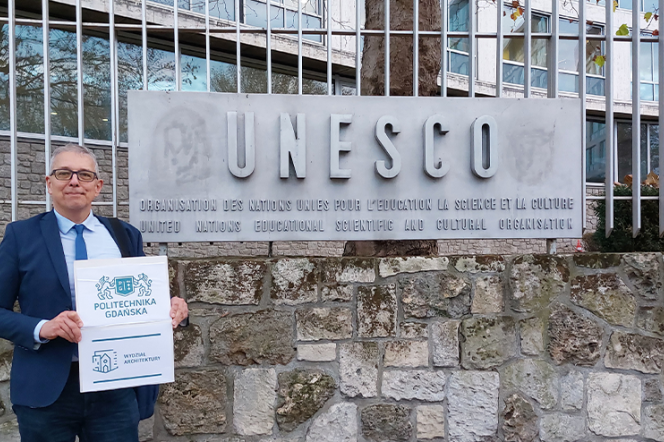 UNESCO
ORGANISATION DES NATIONS UNIES POUR L'EDUCATION LA SCIENCE ET LA CULTURE
UNITED NATIONS EDUCATIONAL SCIENTIFIC AND CULTURAL ORGANISATION
POLITECHNIKA
GDAŃSKA
WYDZIAŁ
ARCHITEKTURY